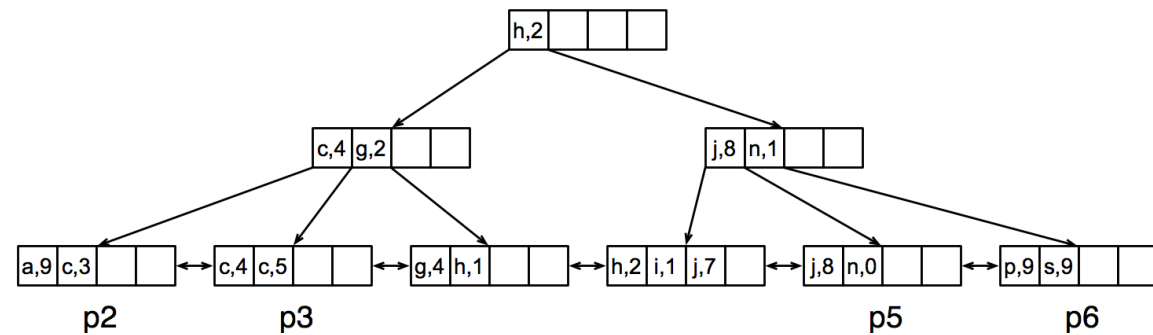 h,2
c,4 g,2 j,8 n,1
a,9 c,3 c,4 c,5 g,4 h,1 h,2 i,1 j,7 j,8 n,0 p,9 s,9
p2 p3 p5 p6